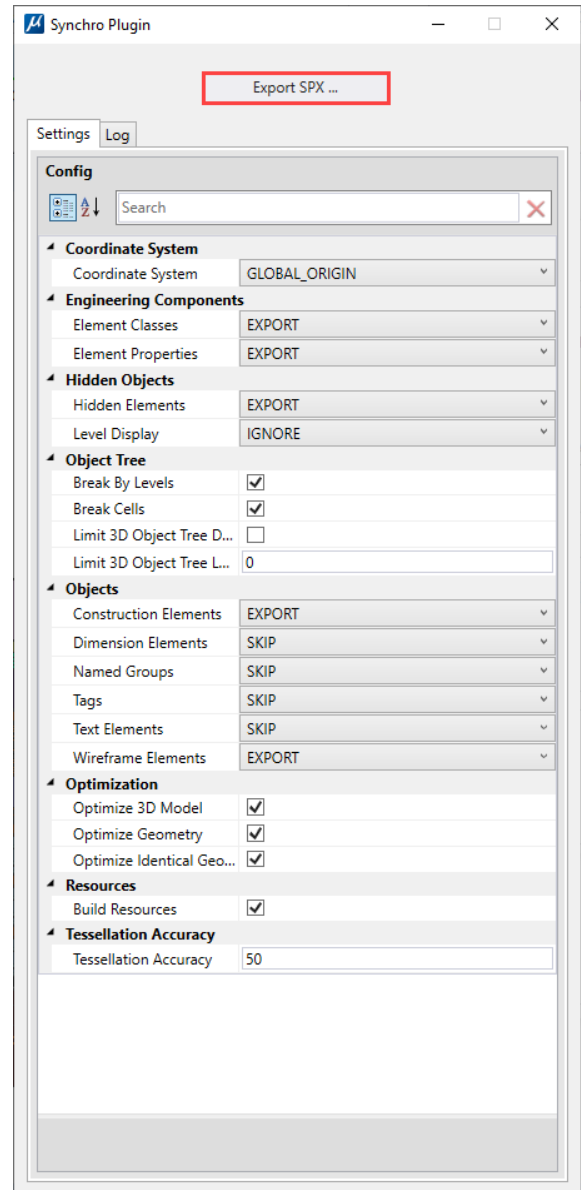 Synchro Plugin
Export SPX ...
Settings Log
Config
Search
Coordinate System
Coordinate System GLOBAL_ORIGIN
Engineering Components
Element Classes EXPORT
Element Properties EXPORT
Hidden Objects
Hidden Elements EXPORT
Level Display IGNORE
Object Tree
Break By Levels
Break Cells
Limit 3D Object Tree D...
Limit 3D Object Tree L... 0
Objects
Construction Elements EXPORT
Dimension Elements SKIP
Named Groups SKIP
Tags SKIP
Text Elements SKIP
Wireframe Elements EXPORT
Optimization
Optimize 3D Model
Optimize Geometry
Optimize Identical Geo...
Resources
Build Resources
Tessellation Accuracy
Tessellation Accuracy 50